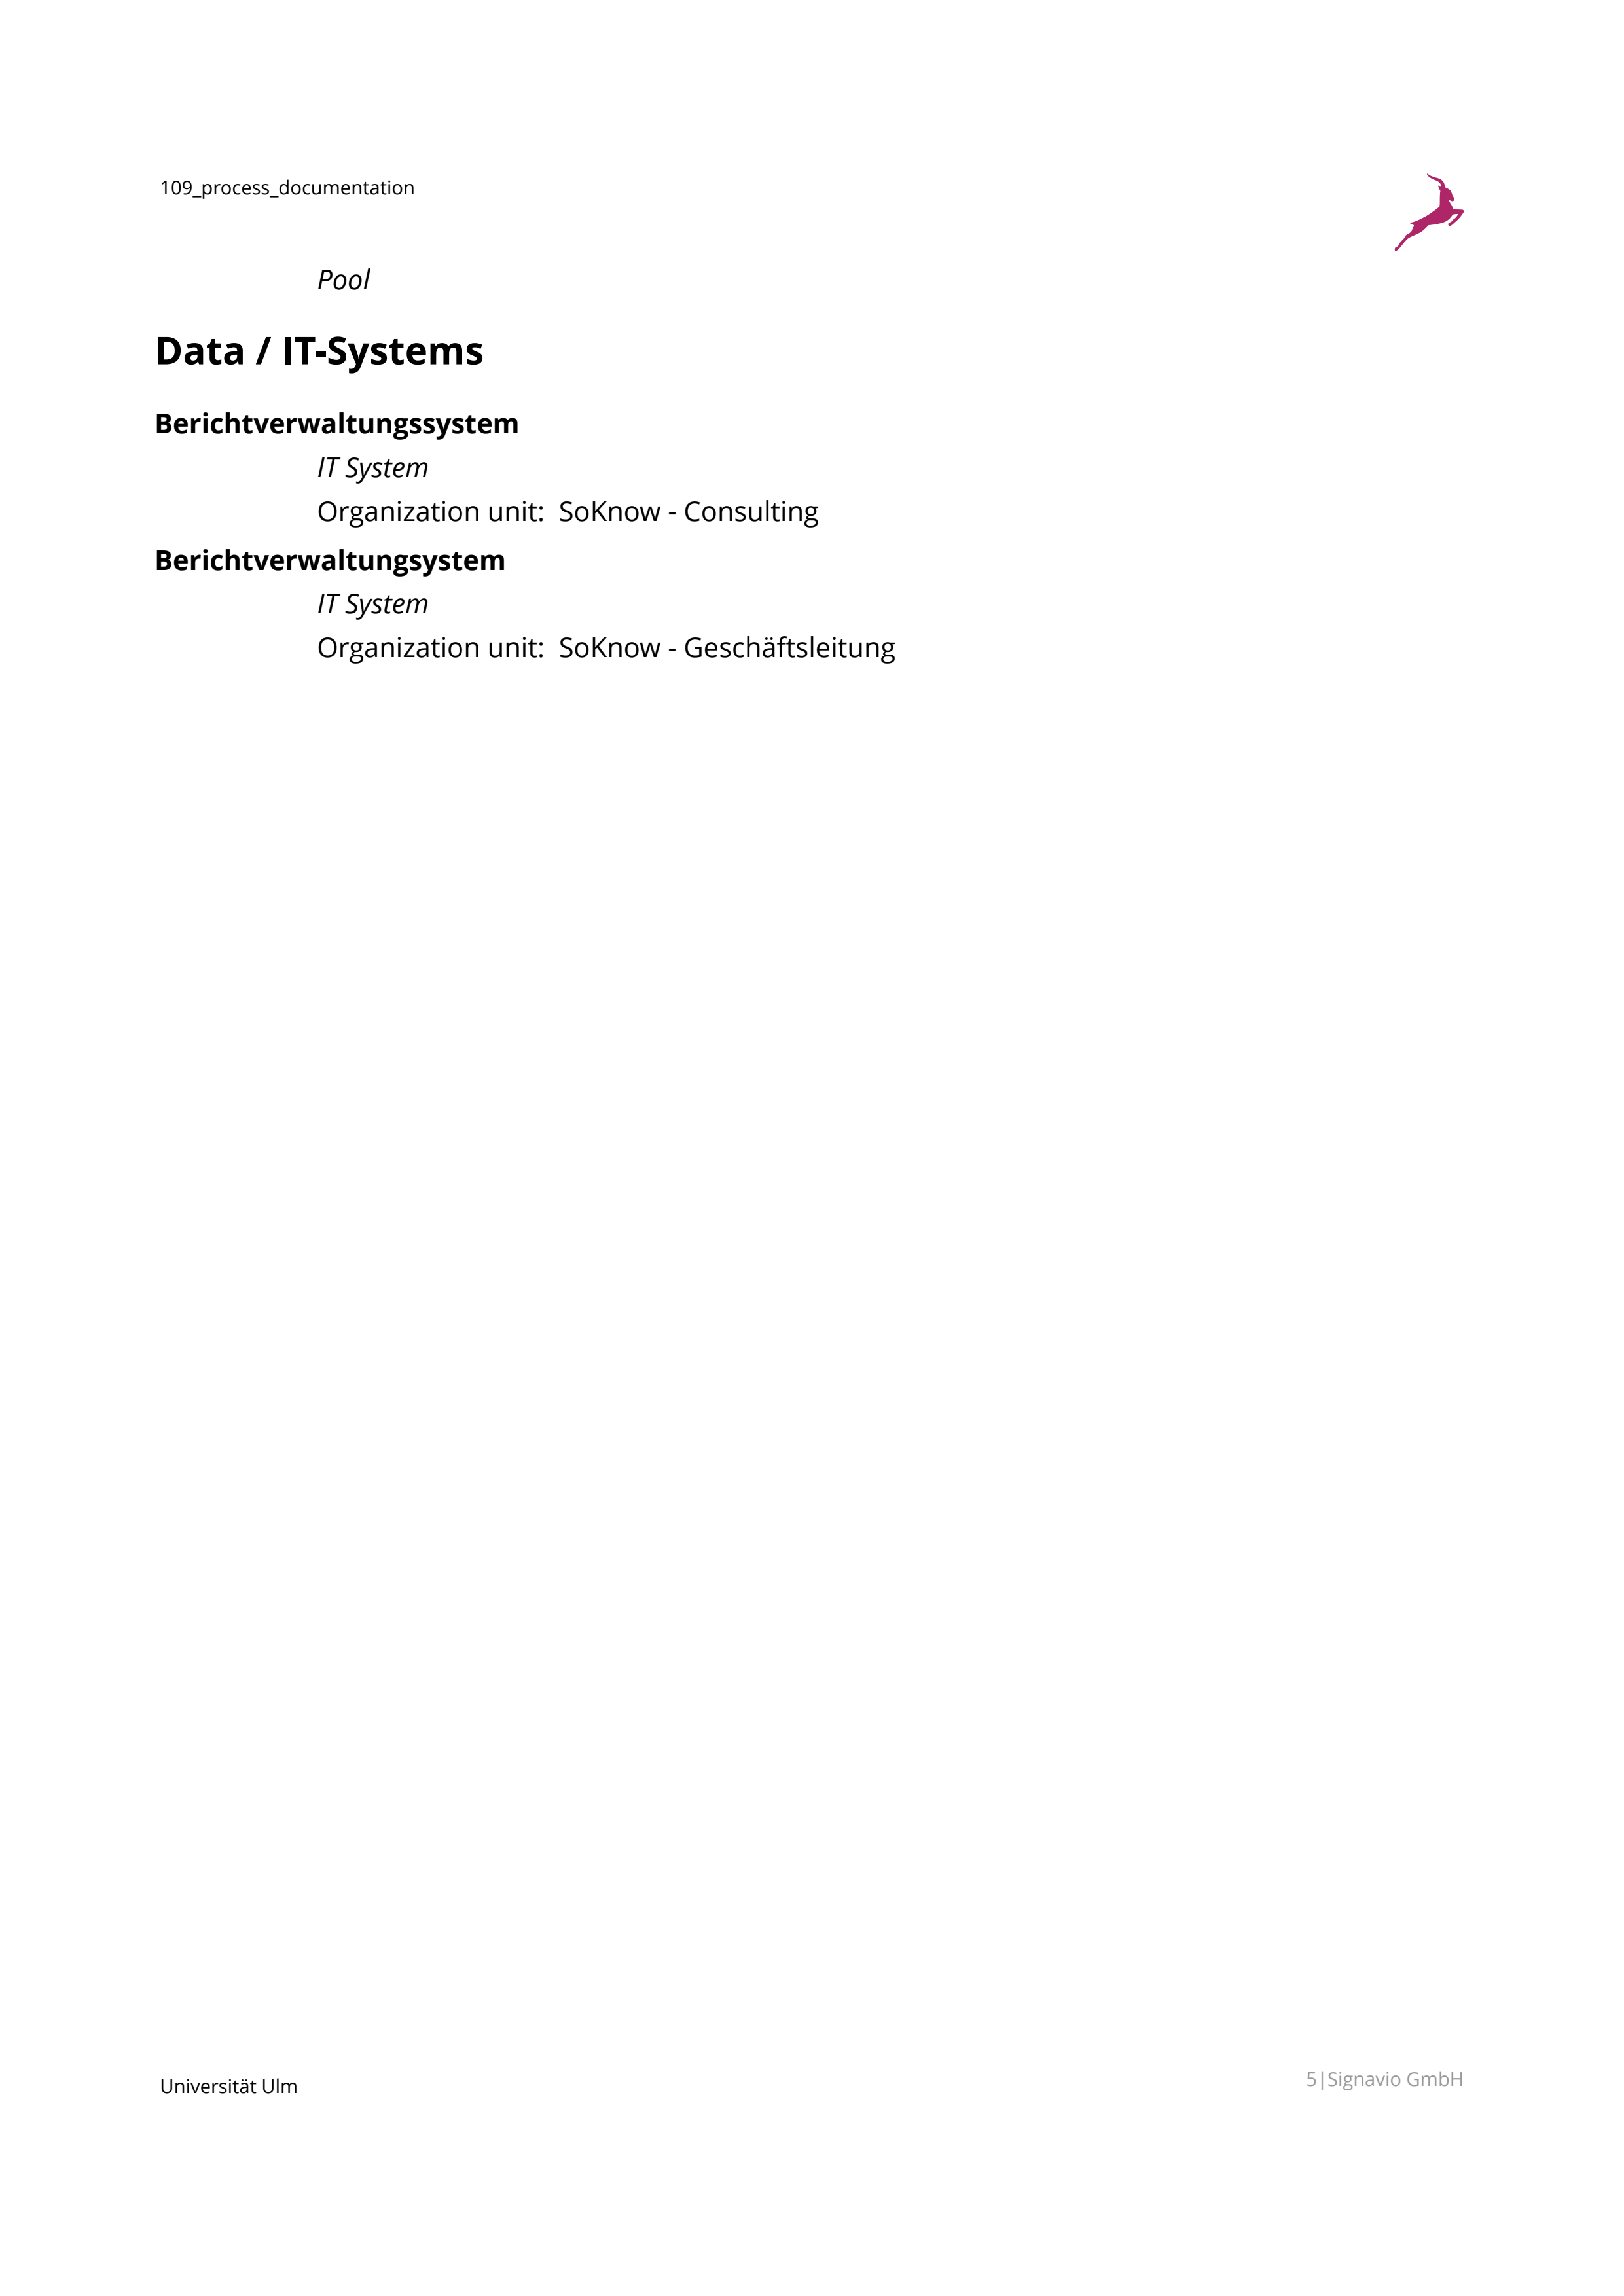 109_process_documentation
Pool
Data / IT-Systems
Berichtverwaltungssystem
IT System
Organization unit:  SoKnow - Consulting
Berichtverwaltungsystem
IT System
Organization unit:  SoKnow - Geschäftsleitung
Universität Ulm
5|Signavio GmbH